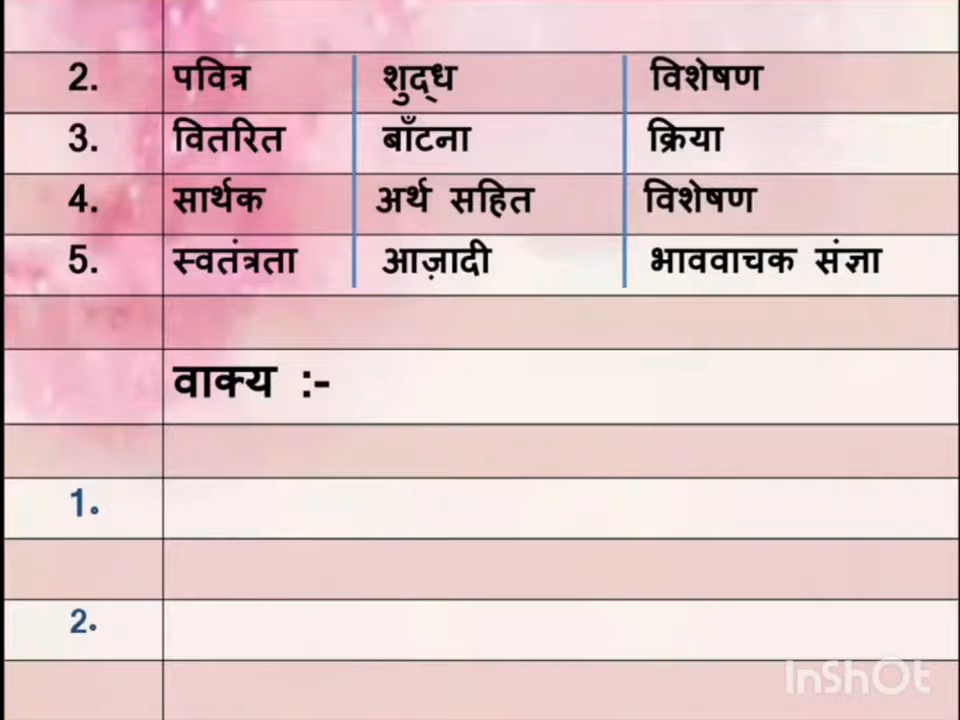 2. पवित्र शुद्ध विशेषण
3. वितरित बाँटना क्रिया
4. सार्थक अर्थ सहित विशेषण
5. स्वतंत्रता आज़ादी भाववाचक संज्ञा
वाक्य :-
1.
2.
InShOt